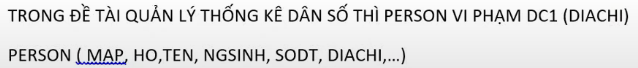 TRONG ĐỀ TÀI QUẢN LÝ THỐNG KÊ DÂN SỐ THÌ PERSON VI PHẠM DC1 (DIACHI)
PERSON ( MAP, HO,TEN, NGSINH, SODT, DIACHI,...)